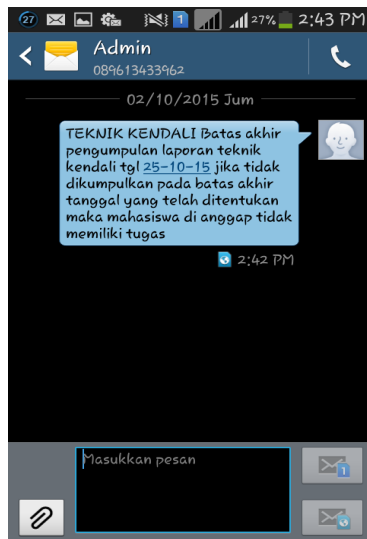 27 1 27% 2:43 PM
Admin
089613433962
02/10/2015 Jum
TEKNIK KENDALI Batas akhir
pengumpulan laporan teknik
kendali tgl 25-10-15 jika tidak
dikumpulkan pada batas akhir
tanggal yang telah ditentukan
maka mahasiswa di anggap tidak
memiliki tugas
2:42 PM
Masukkan pesan
1